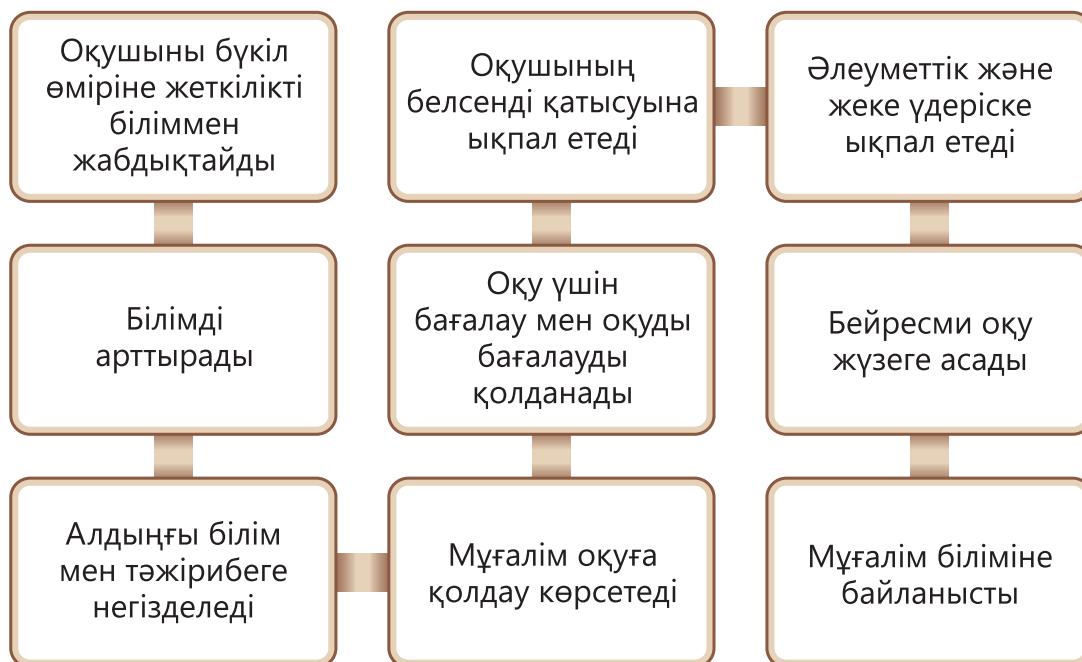 Оқушыны бүкіл
өміріне жеткілікті
біліммен
жабдықтайды
Білімді
арттырады
Алдыңғы білім
мен тәжірибеге
негізделеді
Мұғалім оқуға
қолдау көрсетеді
Оқу үшін
бағалау мен оқуды
бағалауды
қолданады
Оқушының
белсенді қатысуына
ықпал етеді
Әлеуметтік және
жеке үдеріске
ықпал етеді
Бейресми оқу
жүзеге асады
Мұғалім біліміне
байланысты